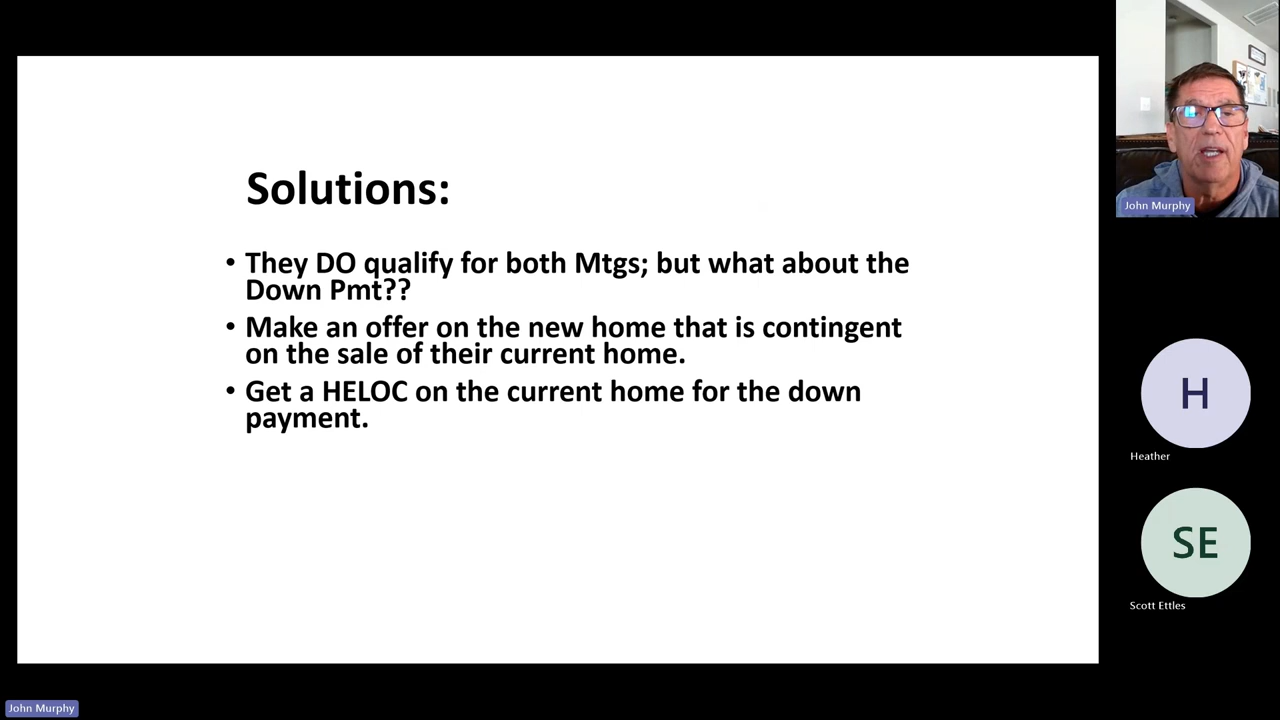 Solutions:
• They DO qualify for both Mtgs; but what about the
Down Pmt??
• Make an offer on the new home that is contingent
on the sale of their current home.
• Get a HELOC on the current home for the down
payment.
John Murphy
H
Heather
SE
Scott Ettles
John Murphy